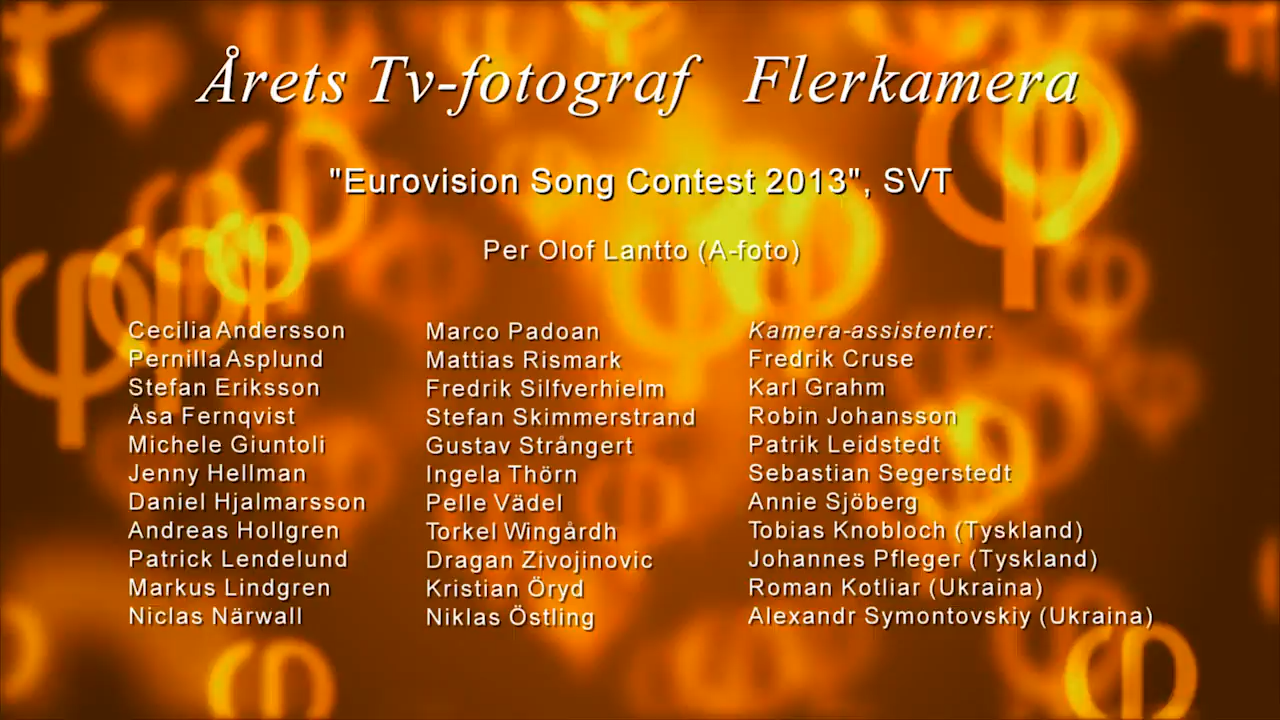 Årets Tv-fotograf Flerkamera
"Eurovision Song Contest 2013", SVT
Per Olof Lantto (A-foto)
Cecilia Andersson
Pernilla Asplund
Stefan Eriksson
Åsa Fernqvist
Michele Giuntoli
Jenny Hellman
Daniel Hjalmarsson
Andreas Hollgren
Patrick Lendelund
Markus Lindgren
Niclas Närwall
Marco Padoan
Mattias Rismark
Fredrik Silfverhielm
Stefan Skimmerstrand
Gustav Strångert
Ingela Thörn
Pelle Vädel
Torkel Wingårdh
Dragan Zivojinovic
Kristian Öryd
Niklas Östling
Kamera-assistenter:
Fredrik Cruse
Karl Grahm
Robin Johansson
Patrik Leidstedt
Sebastian Segerstedt
Annie Sjöberg
Tobias Knobloch (Tyskland)
Johannes Pfleger (Tyskland)
Roman Kotliar (Ukraina)
Alexandr Symontovskiy (Ukraina)